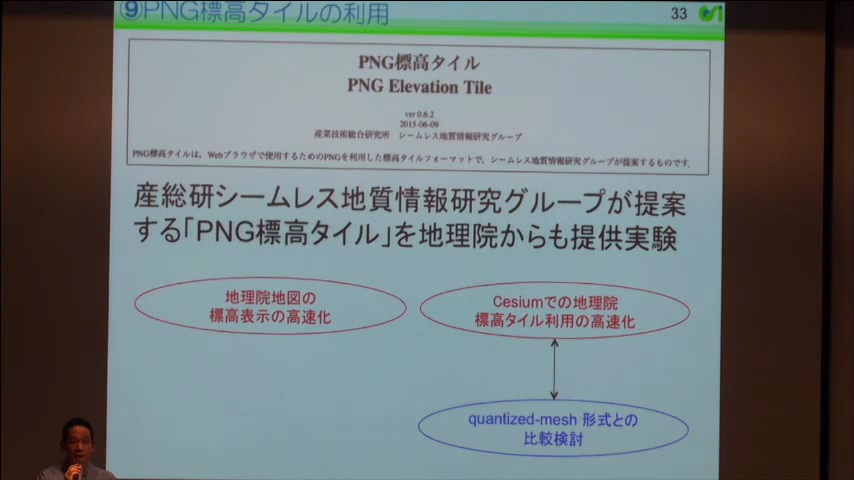 ⑨PNG標高タイルの利用
33
PNG標高タイル
PNG Elevation Tile
ver 0.6.2
2015-06-09
産業技術総合研究所 シームレス地質情報研究グループ
PNG標高タイルは，Webブラウザで使用するためのPNGを利用した標高タイルフォーマットで，シームレス地質情報研究グループが提案するものです．
産総研シームレス地質情報研究グループが提案
する「PNG標高タイル」を地理院からも提供実験
地理院地図の
標高表示の高速化
Cesiumでの地理院
標高タイル利用の高速化
quantized-mesh 形式との
比較検討